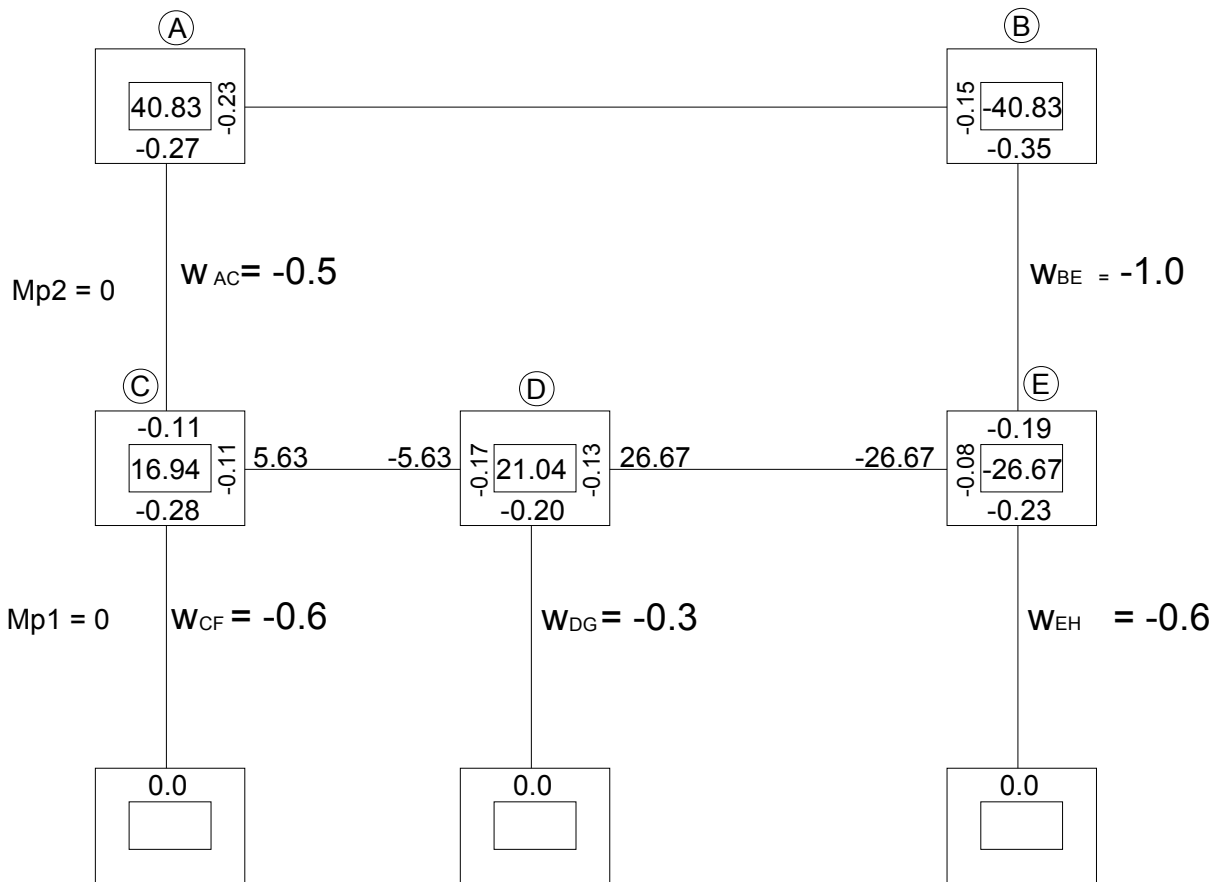 A
B
40.83
-0.23
-0.27
-0.15
-40.83
-0.35
Mp2 = 0
w AC= -0.5
wBE = -1.0
C
D
E
-0.11
16.94
-0.11
-0.28
5.63
-5.63
-0.17
21.04
-0.13
-0.20
26.67
-26.67
-0.19
-0.08
-26.67
-0.23
Mp1 = 0
wCF = -0.6
wDG = -0.3
wEH = -0.6
0.0
0.0
0.0